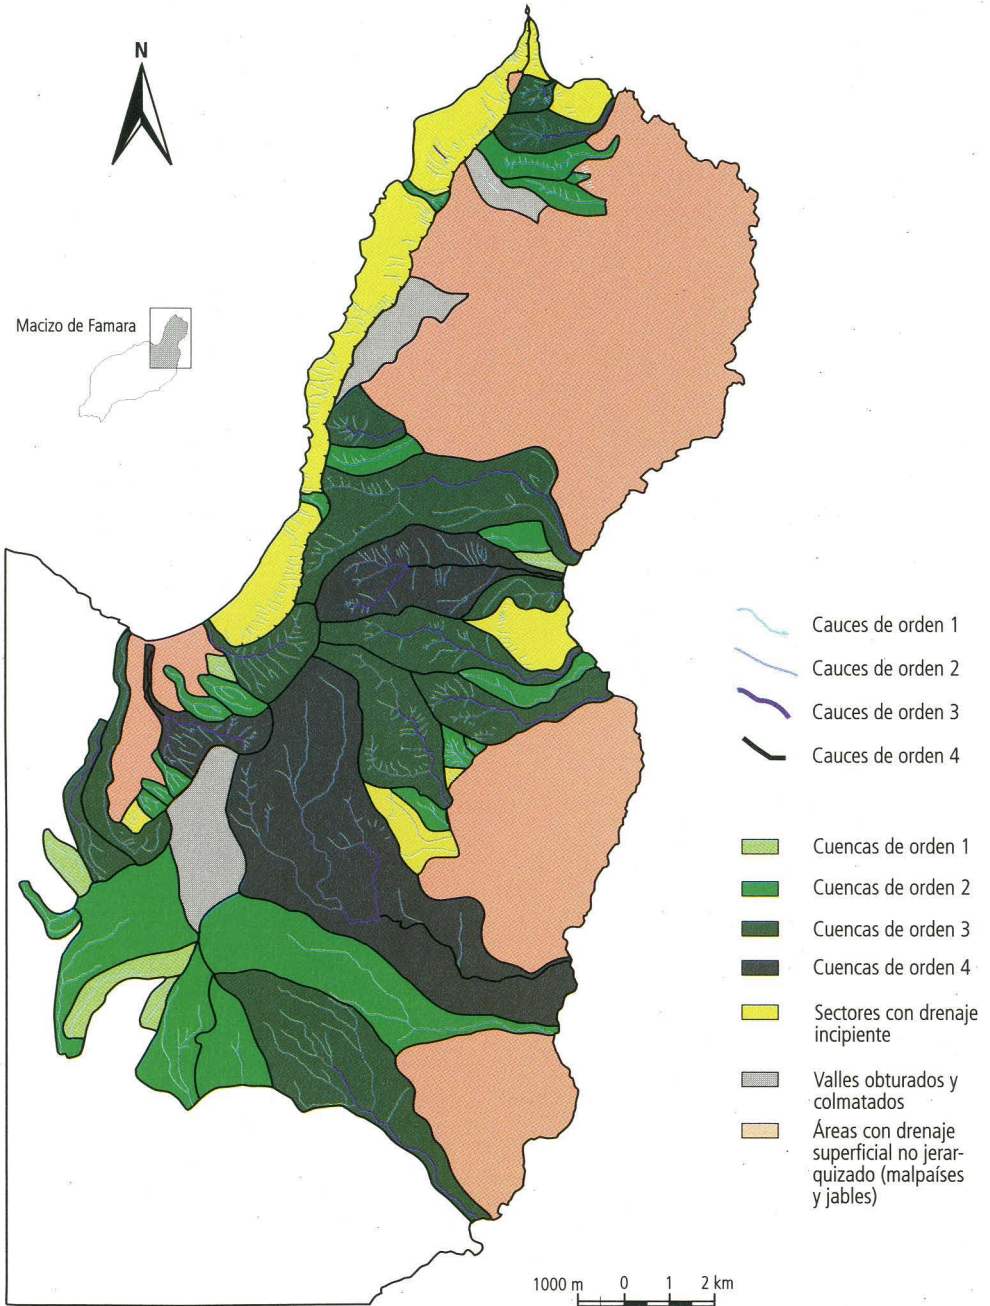 N
Macizo de Famara
Cauces de orden 1
Cauces de orden 2
Cauces de orden 3
Cauces de orden 4
Cuencas de orden 1
Cuencas de orden 2
Cuencas de orden 3
Cuencas de orden 4
Sectores con drenaje
incipiente
Valles obturados y
colmatados
Áreas con drenaje
superficial no jerar-
quizado (malpaíses
y jables)
1000 m 0 1 2 km